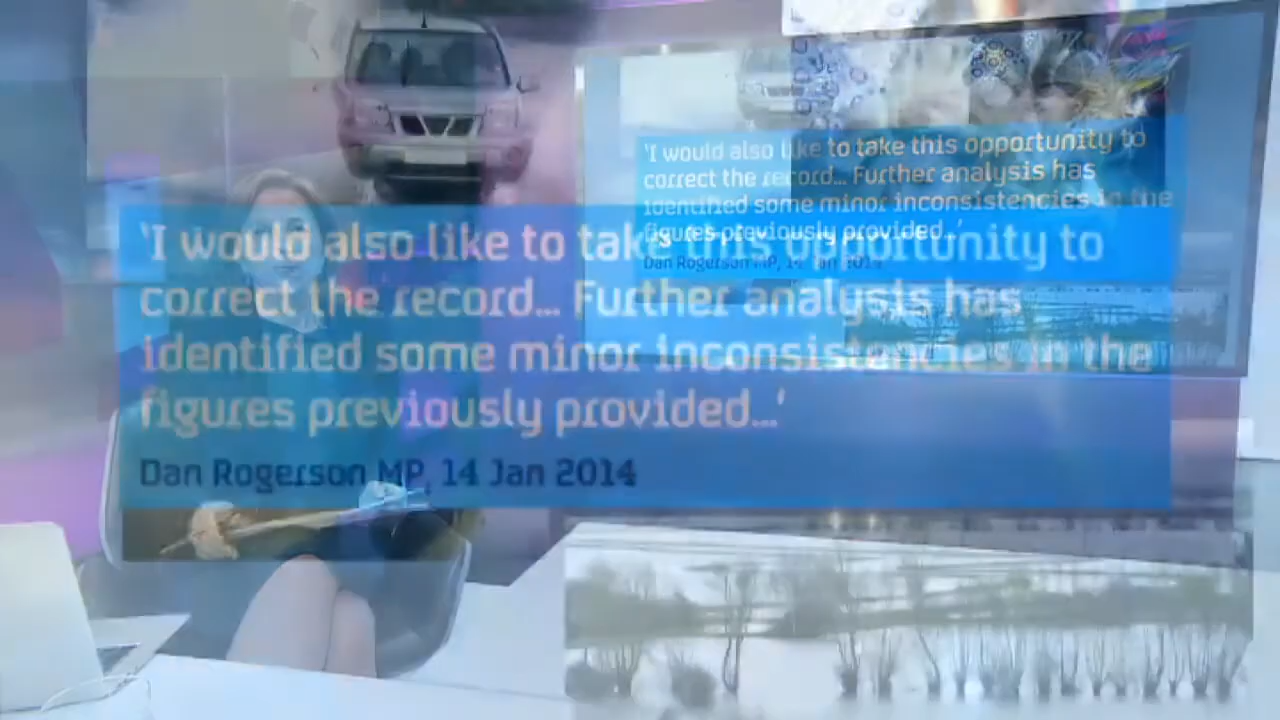 'I would also like to take this opportunity to
correct the record... Further analysis has
identified some minor inconsistencies in the
figures previously provided...'
Dan Rogerson MP, 14 Jan 2014
'I would also like to take this opportunity to
correct the record... Further analysis has
identified some minor inconsistencies in the
figures previously provided...'
Dan Rogerson MP, 14 Jan 2014